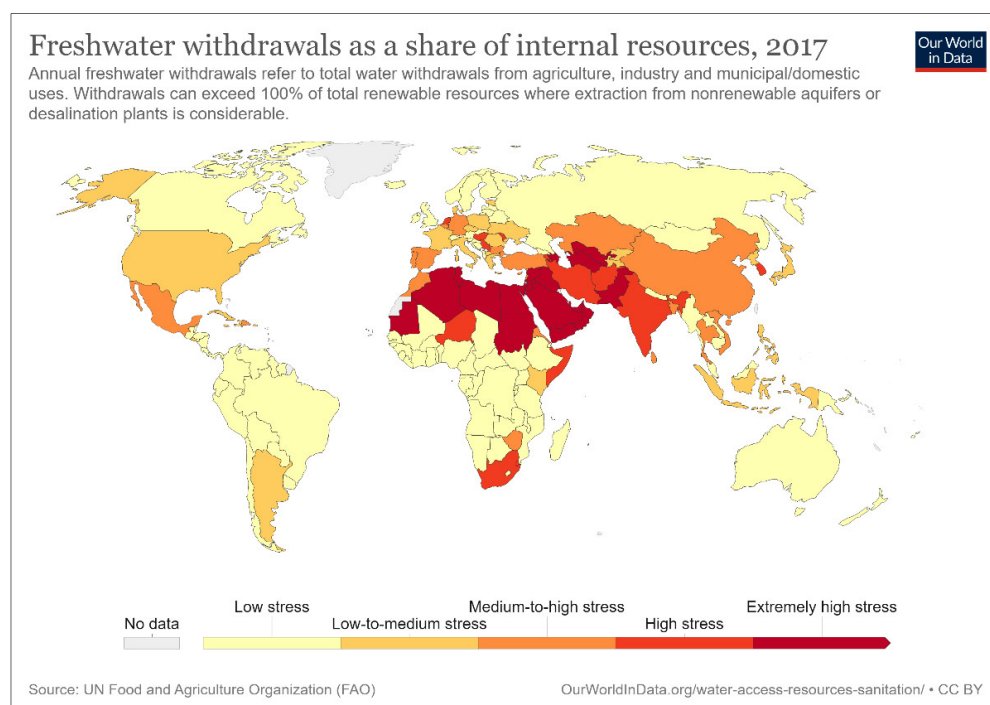 Freshwater withdrawals as a share of internal resources, 2017
Our World
in Data
Annual freshwater withdrawals refer to total water withdrawals from agriculture, industry and municipal/domestic
uses. Withdrawals can exceed 100% of total renewable resources where extraction from nonrenewable aquifers or
desalination plants is considerable.
No data
Low stress
Low-to-medium stress
Medium-to-high stress
High stress
Extremely high stress
Source: UN Food and Agriculture Organization (FAO)
OurWorldInData.org/water-access-resources-sanitation/ • CC BY